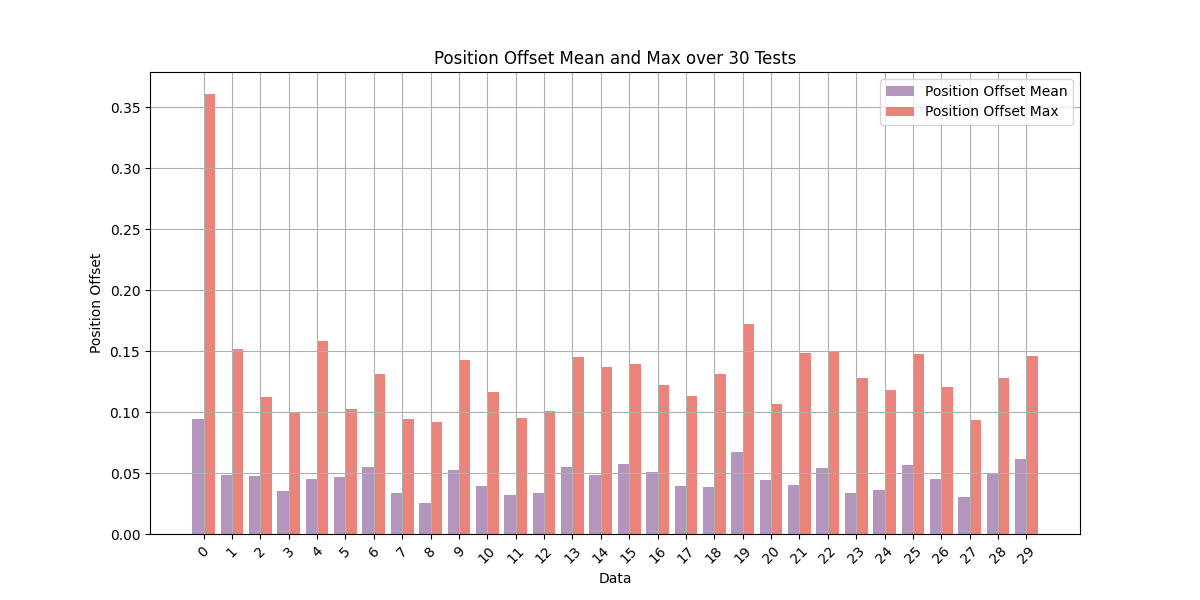 Position Offset Mean and Max over 30 Tests
Position Offset Mean
Position Offset Max
Position Offset
0.35
0.30
0.25
0.20
0.15
0.10
0.05
0.00
0 1 2 3 4 5 6 7 8 9 10 11 12 13 14 15 16 17 18 19 20 21 22 23 24 25 26 27 28 29
Data